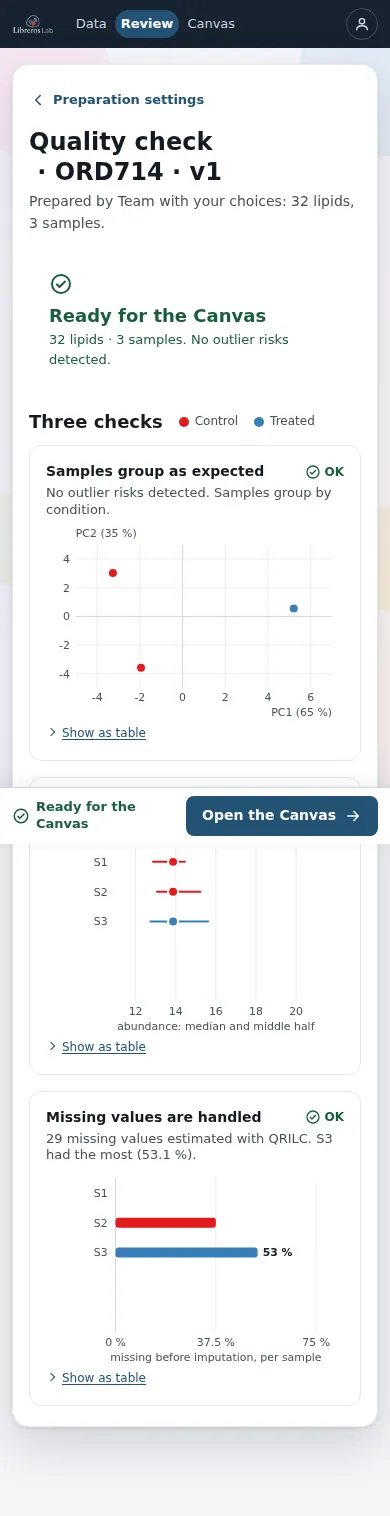 Libreros Lab
Data Review Canvas
Preparation settings
Quality check
· ORD714 · v1
Prepared by Team with your choices: 32 lipids,
3 samples.
Ready for the Canvas
32 lipids · 3 samples. No outlier risks
detected.
Three checks Control Treated
Samples group as expected OK
No outlier risks detected. Samples group by
condition.
PC2 (35 %)
4
2
0
-2
-4
-4 -2 0 2 4 6
PC1 (65 %)
Show as table
Ready for the
Canvas
Open the Canvas →
S1
S2
S3
12 14 16 18 20
abundance: median and middle half
Show as table
Missing values are handled OK
29 missing values estimated with QRILC. S3
had the most (53.1 %).
S1
S2
S3 53 %
0 % 37.5 % 75 %
missing before imputation, per sample
Show as table